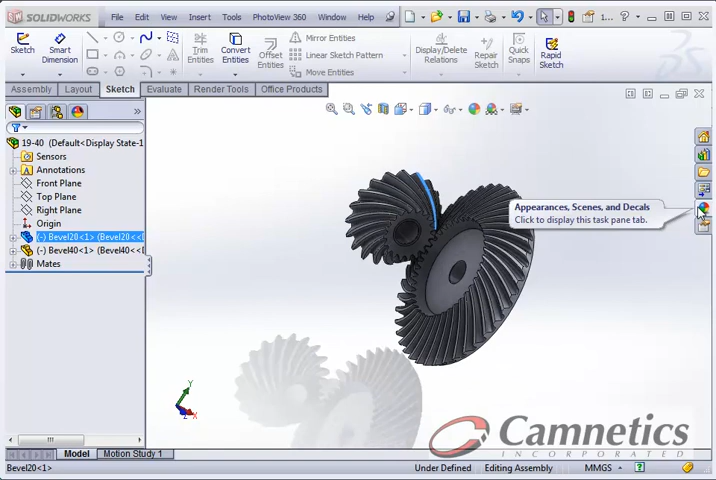 SOLIDWORKS File Edit View Insert Tools PhotoView 360 Window Help
1... ?
Sketch Smart Dimension Trim Entities Convert Entities Offset Entities Mirror Entities Linear Sketch Pattern Move Entities Display/Delete Relations Repair Sketch Quick Snaps Rapid Sketch
Assembly Layout Sketch Evaluate Render Tools Office Products
19-40 (Default<Display State-1
Sensors
Annotations
Front Plane
Top Plane
Right Plane
Origin
(-) Bevel20<1> (Bevel20<<D
(-) Bevel40<1> (Bevel40<<D
Mates
Appearances, Scenes, and Decals
Click to display this task pane tab.
Y
X
Z
Camnetics
INCORPORATED
Model Motion Study 1
Bevel20<1> Under Defined Editing Assembly MMGS